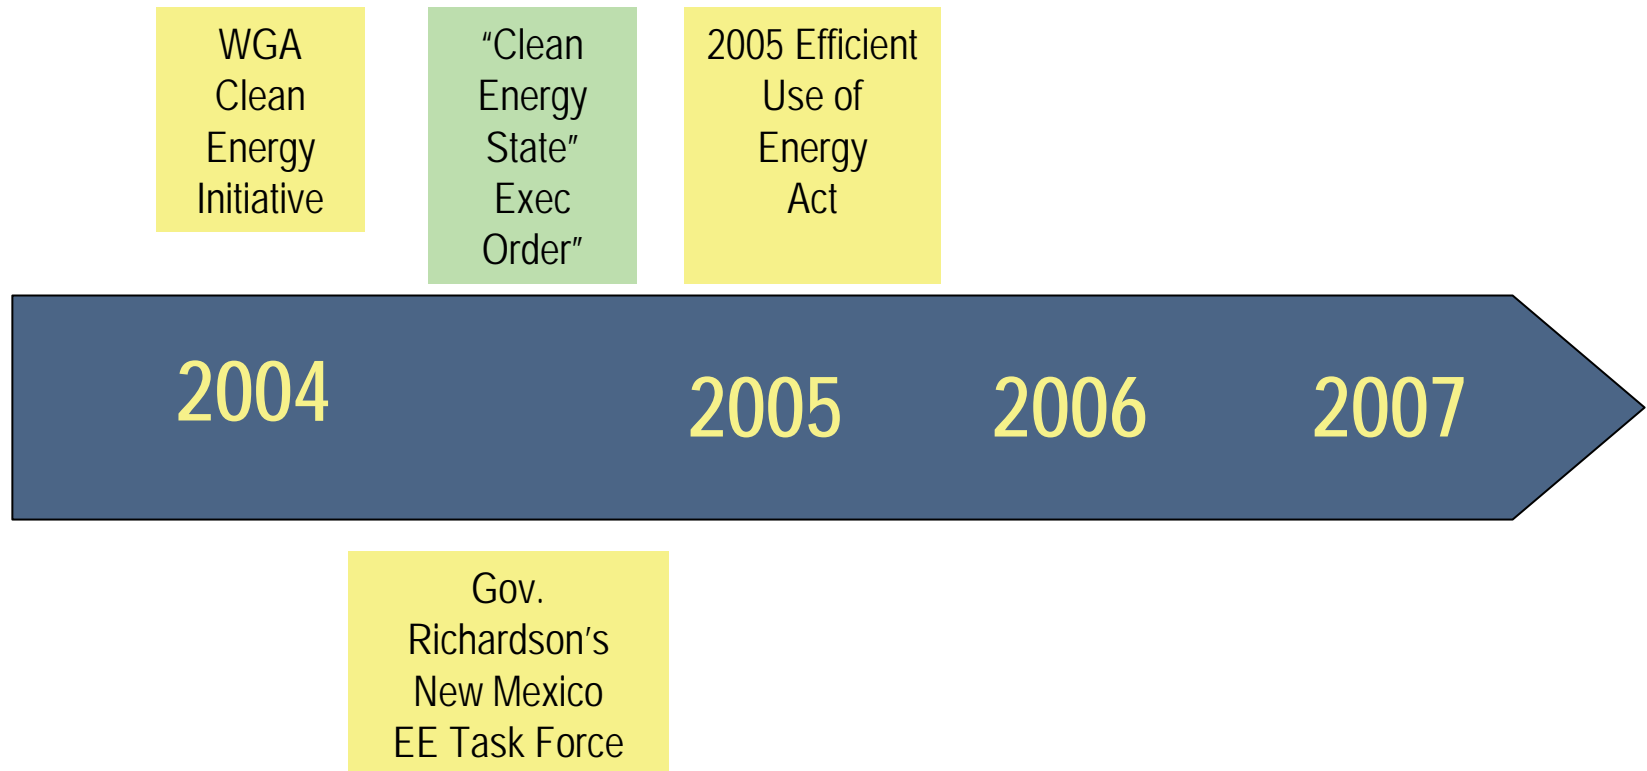 WGA
Clean
Energy
Initiative
“Clean
Energy
State”
Exec
Order”
2005 Efficient
Use of
Energy
Act
2004
2005
2006
2007
Gov.
Richardson’s
New Mexico
EE Task Force